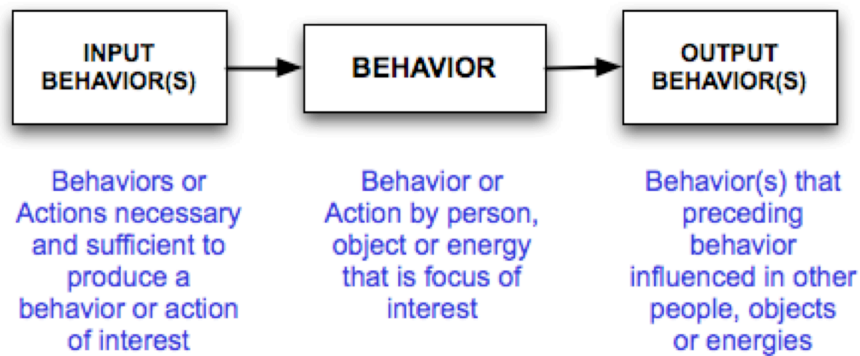 INPUT
BEHAVIOR(S)
BEHAVIOR
OUTPUT
BEHAVIOR(S)
Behaviors or
Actions necessary
and sufficient to
produce a
behavior or action
of interest
Behavior or
Action by person,
object or energy
that is focus of
interest
Behavior(s) that
preceding
behavior
influenced in other
people, objects
or energies